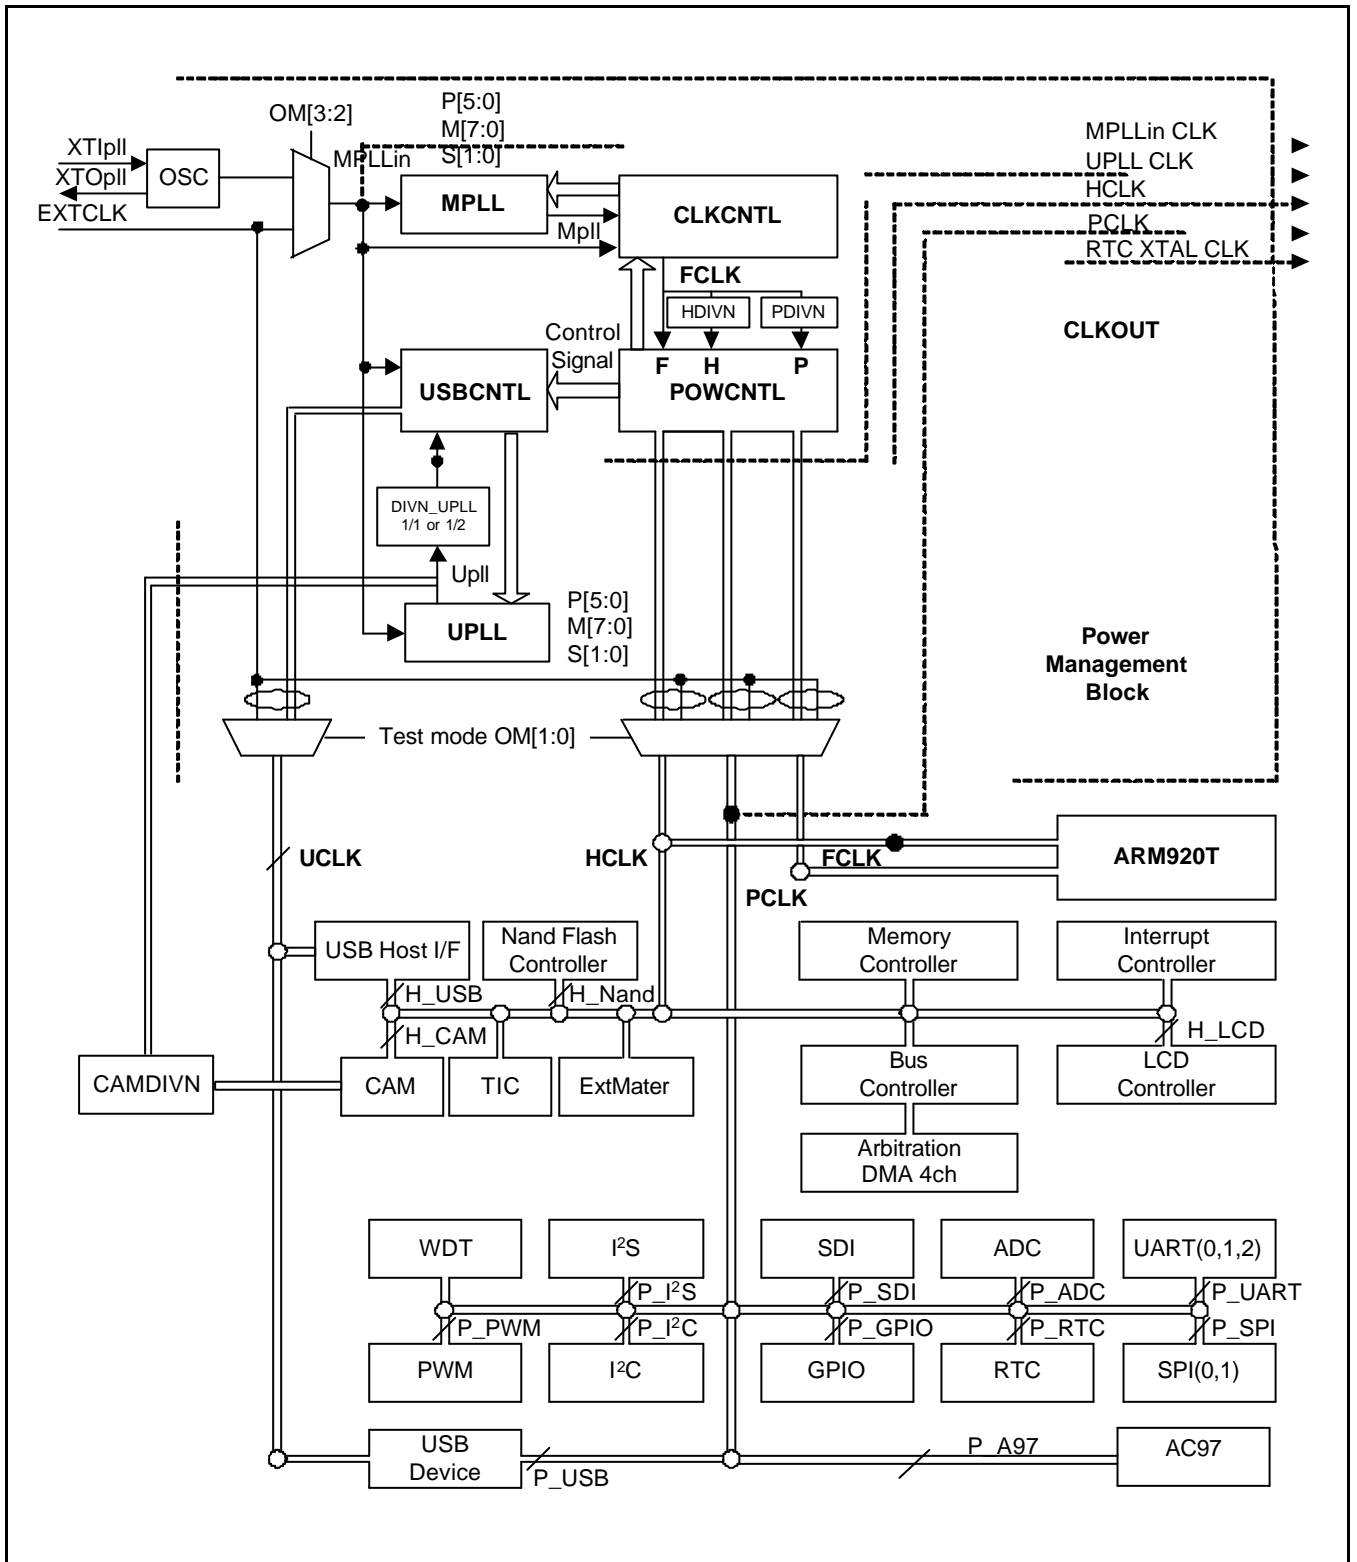 OM[3:2]
P[5:0]
M[7:0]
S[1:0]
XTIpll
XTOpll
EXTCLK
OSC
MPLLin
MPLL
CLKCNTL
Mpll
MPLLin CLK
UPLL CLK
HCLK
PCLK
RTC XTAL CLK
CLKOUT
FCLK
HDIVN
PDIVN
Control
Signal
F H P
USBCNTL
POWCNTL
DIVN_UPLL
1/1 or 1/2
Upll
UPLL
P[5:0]
M[7:0]
S[1:0]
Power
Management
Block
Test mode OM[1:0]
UCLK
HCLK
FCLK
PCLK
ARM920T
USB Host I/F
Nand Flash
Controller
Memory
Controller
Interrupt
Controller
H_USB
H_Nand
H_CAM
H_LCD
CAMDIVN
CAM
TIC
ExtMater
Bus
Controller
LCD
Controller
Arbitration
DMA 4ch
WDT
I²S
SDI
ADC
UART(0,1,2)
P_I²S
P_SDI
P_ADC
P_UART
P_PWM
P_I²C
P_GPIO
P_RTC
P_SPI
PWM
I²C
GPIO
RTC
SPI(0,1)
USB
Device
P_USB
P_A97
AC97